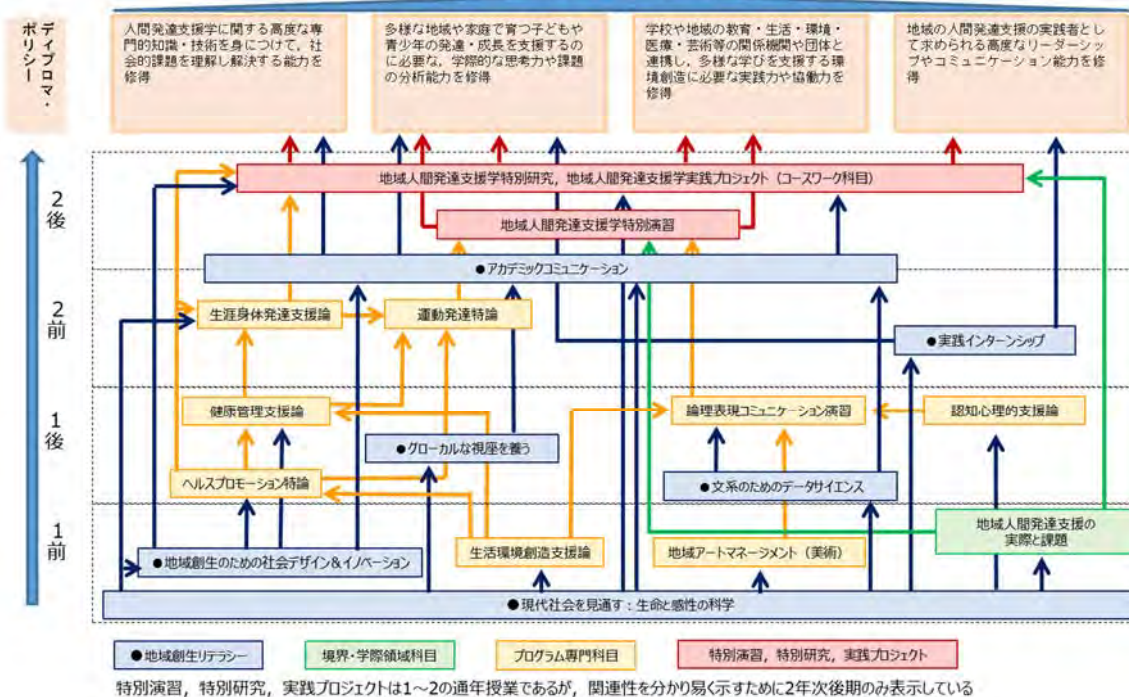 ディプロマ・
ポリシー
人間発達支援学に関する高度な専
門的知識・技術を身につけて，社
会的課題を理解し解決する能力を
修得
多様な地域や家庭で育つ子どもや
青少年の発達・成長を支援するの
に必要な，学際的な思考力や課題
の分析能力を修得
学校や地域の教育・生活・環境・
医療・芸術等の関係機関や団体と
連携し，多様な学びを支援する環
境創造に必要な実践力や協働力を
修得
地域の人間発達支援の実践者とし
て求められる高度なリーダーシッ
プやコミュニケーション能力を修
得
2後
地域人間発達支援学特別研究，地域人間発達支援学実践プロジェクト（コースワーク科目）
地域人間発達支援学特別演習
●アカデミックコミュニケーション
2前
生涯身体発達支援論
運動発達特論
●実践インターンシップ
1後
健康管理支援論
論理表現コミュニケーション演習
認知心理的支援論
●グローカルな視座を養う
ヘルスプロモーション特論
●文系のためのデータサイエンス
1前
●地域創生のための社会デザイン＆イノベーション
生活環境創造支援論
地域アートマネージメント（美術）
地域人間発達支援の
実際と課題
●現代社会を見通す：生命と感性の科学
●地域創生リテラシー
境界・学際領域科目
プログラム専門科目
特別演習，特別研究，実践プロジェクト
特別演習，特別研究，実践プロジェクトは1～2の通年授業であるが，関連性を分かり易く示すために2年次後期のみ表示している